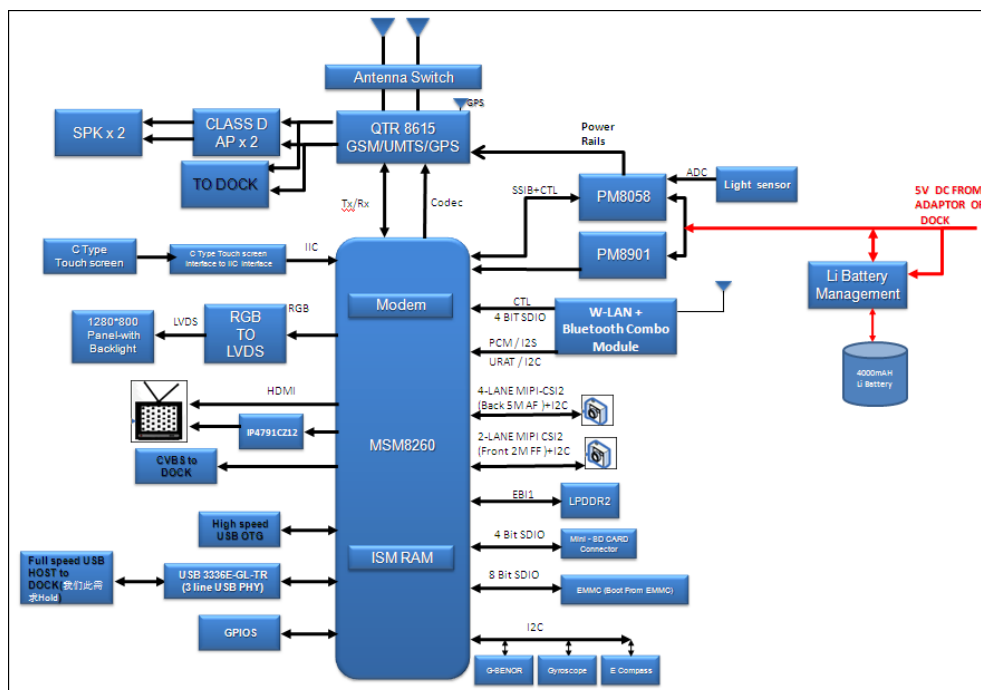 Antenna Switch
GPS
QTR 8615
GSM/UMTS/GPS
CLASS D
AP x 2
SPK x 2
TO DOCK
Power
Rails
PM8058
ADC
Light sensor
5V DC FROM
ADAPTOR OF
DOCK
SSIB+CTL
Tx/Rx
Codec
PM8901
Li Battery
Management
4000mAH
Li Battery
C Type
Touch screen
C Type Touch screen
Interface to IIC Interface
IIC
Modem
CTL
4 BIT SDIO
W-LAN +
Bluetooth Combo
Module
PCM / I2S
URAT / I2C
1280*800
Panel-with
Backlight
LVDS
RGB
TO
LVDS
RGB
HDMI
IP4791CZ12
CVBS to
DOCK
MSM8260
4-LANE MIPI-CSI2
(Back 5M AF )+I2C
2-LANE MIPI CSI2
(Front 2M FF)+I2C
EBI1
LPDDR2
High speed
USB OTG
ISM RAM
4 Bit SDIO
Mini - SD CARD
Connector
Full speed USB
HOST to
DOCK(我们此需
求Hold)
USB 3336E-GL-TR
(3 line USB PHY)
8 Bit SDIO
EMMC (Boot From EMMC)
GPIOS
I2C
G-SENOR
Gyroscope
E Compass